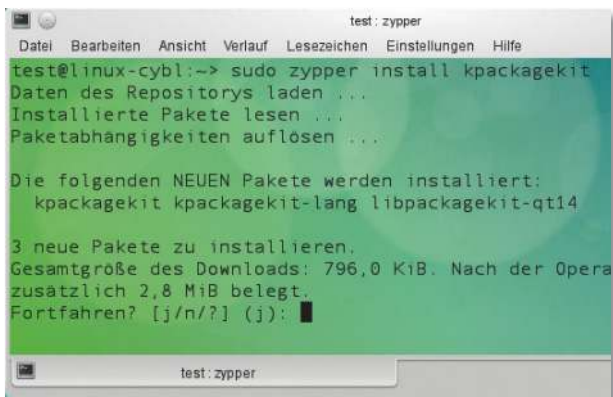 test : zypper
Datei Bearbeiten Ansicht Verlauf Lesezeichen Einstellungen Hilfe
test@linux-cybl:~> sudo zypper install kpackagekit
Daten des Repositorys laden ...
Installierte Pakete lesen ...
Paketabhängigkeiten auflösen ...
Die folgenden NEUEN Pakete werden installiert:
kpackagekit kpackagekit-lang libpackagekit-qt14
3 neue Pakete zu installieren.
Gesamtgröße des Downloads: 796,0 KiB. Nach der Opera
zusätzlich 2,8 MiB belegt.
Fortfahren? [j/n/?] (j):
test : zypper